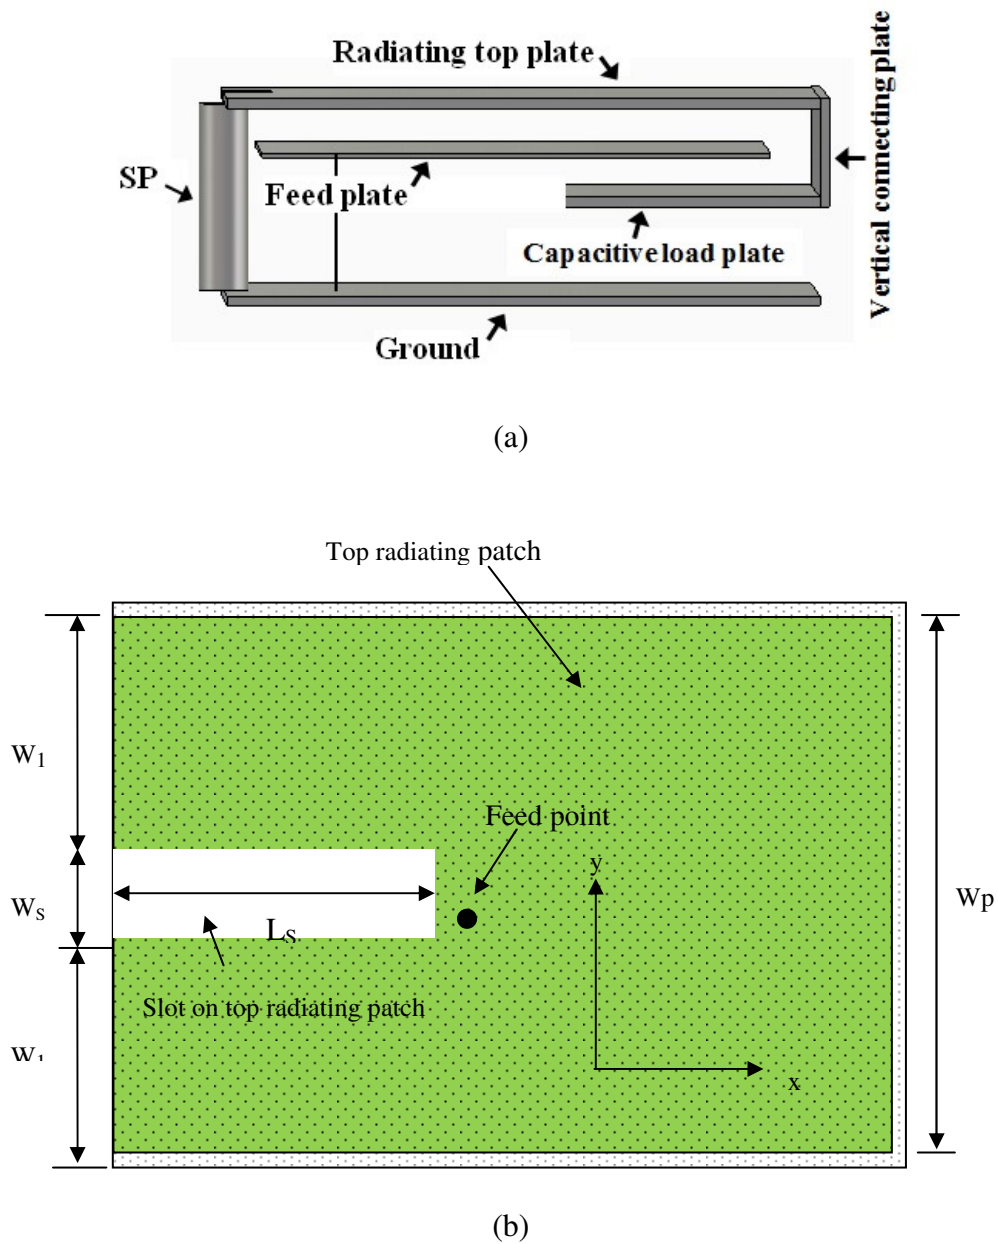 Radiating top plate
Vertical connecting plate
SP
Feed plate
Capacitive load plate
Ground
(a)
Top radiating patch
W1
Feed point
y
WS
Wp
LS
Slot on top radiating patch
W1
x
(b)